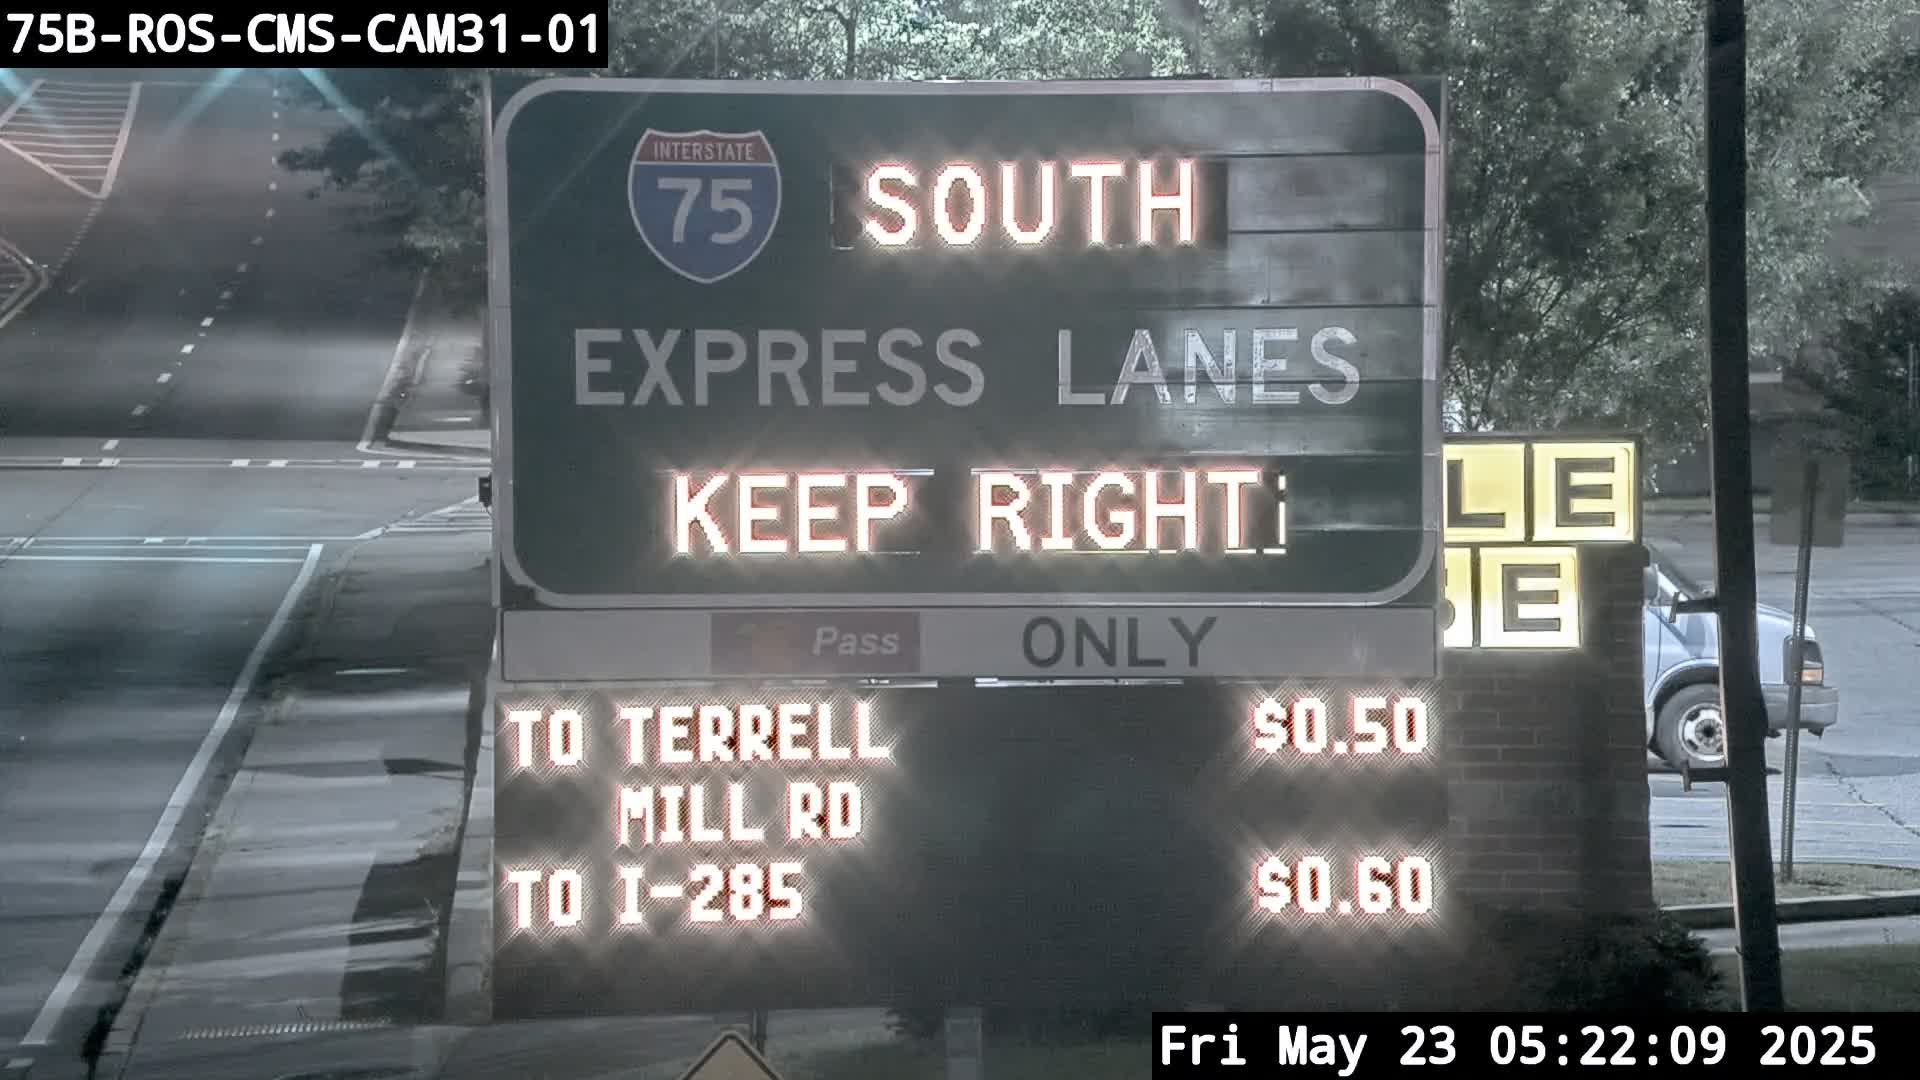 75B-ROS-CMS-CAM31-01
INTERSTATE
75 SOUTH
EXPRESS LANES
KEEP RIGHT
Pass ONLY
TO TERRELL $0.50
MILL RD
TO I-285 $0.60
LE
E
Fri May 23 05:22:09 2025